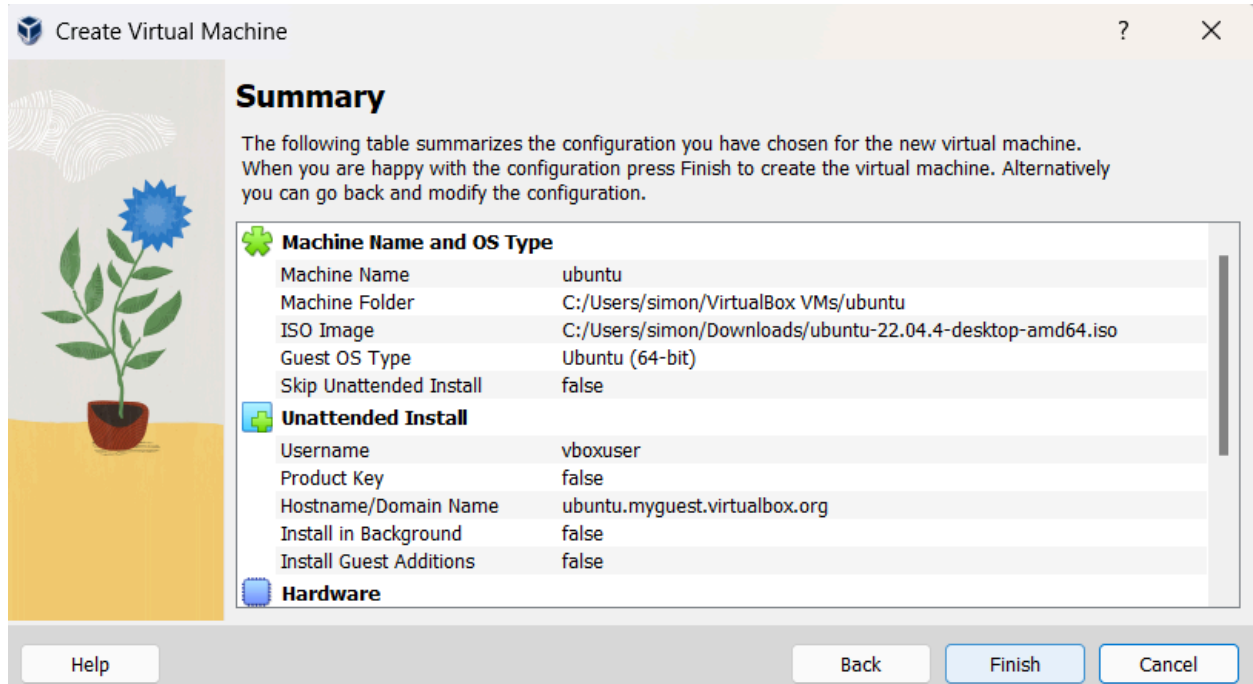 Create Virtual Machine ?
Summary
The following table summarizes the configuration you have chosen for the new virtual machine.
When you are happy with the configuration press Finish to create the virtual machine. Alternatively
you can go back and modify the configuration.
Machine Name and OS Type
Machine Name ubuntu
Machine Folder C:/Users/simon/VirtualBox VMs/ubuntu
ISO Image C:/Users/simon/Downloads/ubuntu-22.04.4-desktop-amd64.iso
Guest OS Type Ubuntu (64-bit)
Skip Unattended Install false
Unattended Install
Username vboxuser
Product Key false
Hostname/Domain Name ubuntu.myguest.virtualbox.org
Install in Background false
Install Guest Additions false
Hardware
Help Back Finish Cancel